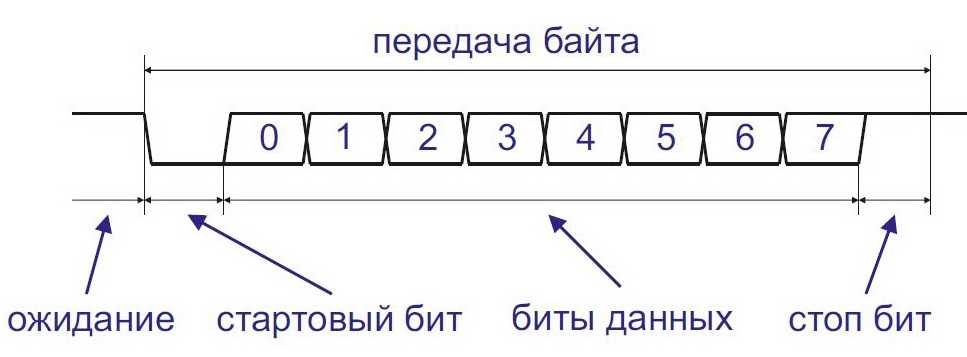 передача байта
0 1 2 3 4 5 6 7
ожидание стартовый бит биты данных стоп бит